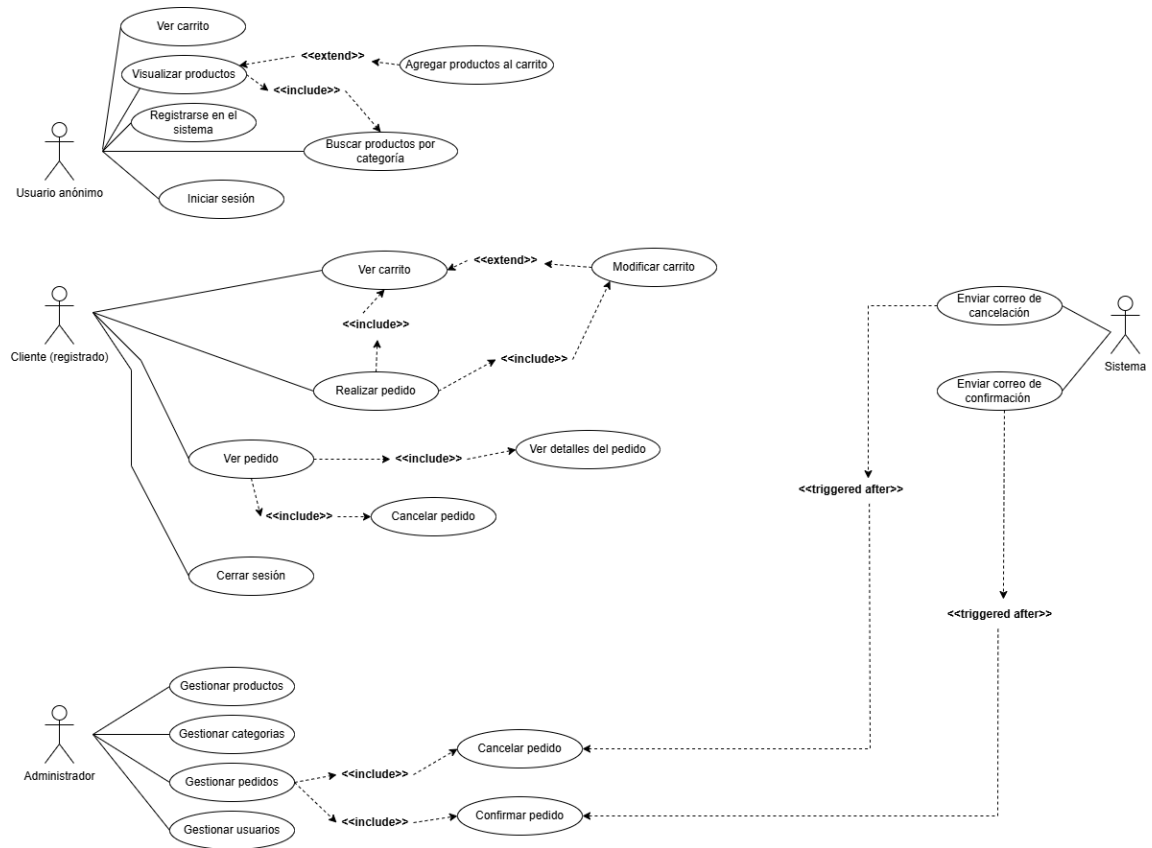 Ver carrito
<<extend>>
Agregar productos al carrito
Visualizar productos
<<include>>
Registrarse en el
sistema
Buscar productos por
categoría
Usuario anónimo
Iniciar sesión
Ver carrito
<<extend>>
Modificar carrito
Enviar correo de
cancelación
<<include>>
Cliente (registrado)
<<include>>
Sistema
Realizar pedido
Enviar correo de
confirmación
Ver pedido
<<include>>
Ver detalles del pedido
<<triggered after>>
<<include>>
Cancelar pedido
Cerrar sesión
<<triggered after>>
Gestionar productos
Gestionar categorias
Cancelar pedido
Administrador
Gestionar pedidos
<<include>>
Confirmar pedido
<<include>>
Gestionar usuarios